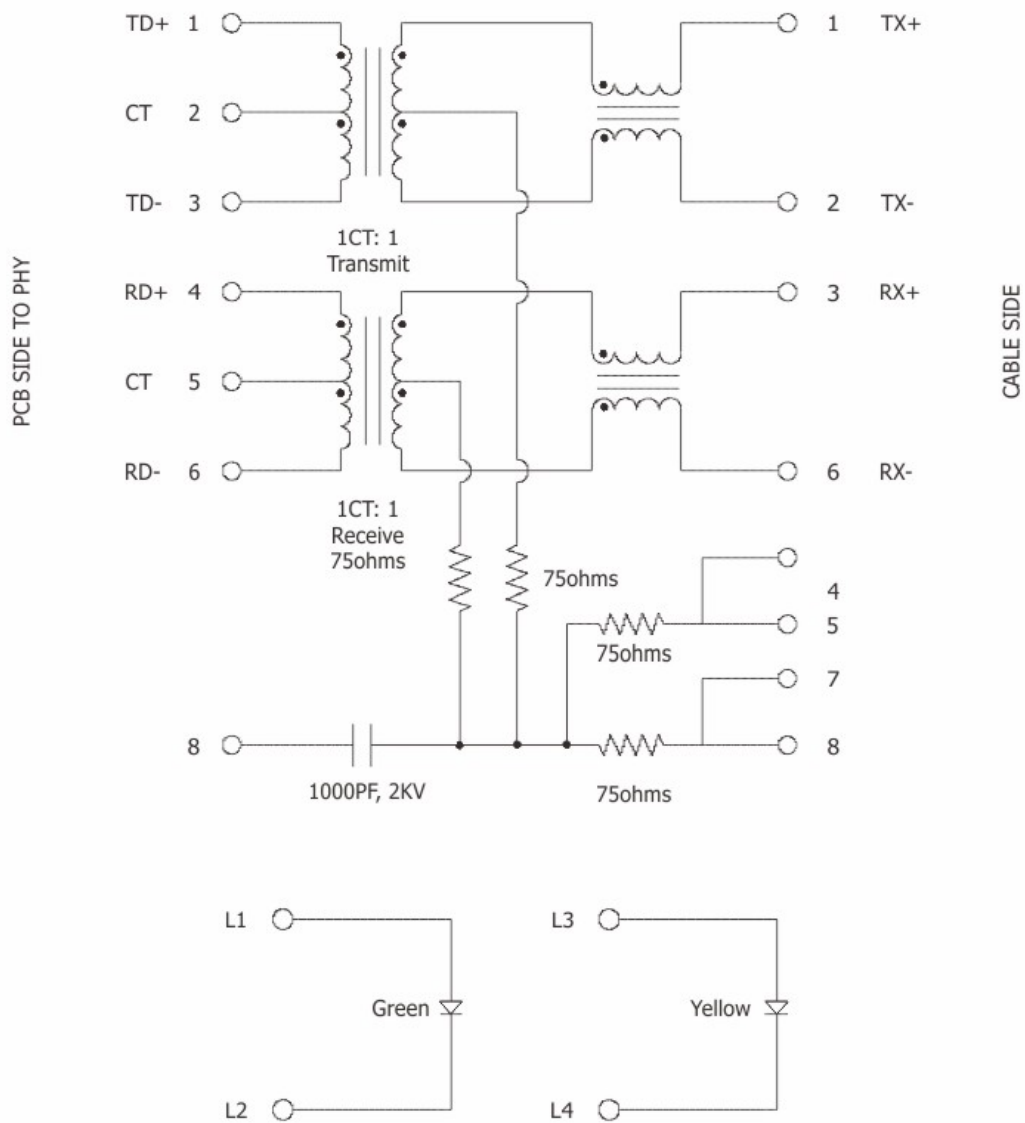 TD+ 1
1 TX+
CT 2
TD- 3
2 TX-
1CT: 1
Transmit
PCB SIDE TO PHY
RD+ 4
3 RX+
CABLE SIDE
CT 5
RD- 6
6 RX-
1CT: 1
Receive
75ohms
75ohms
4
5
75ohms
7
8
8
1000PF, 2KV
75ohms
L1
L3
Green
Yellow
L2
L4